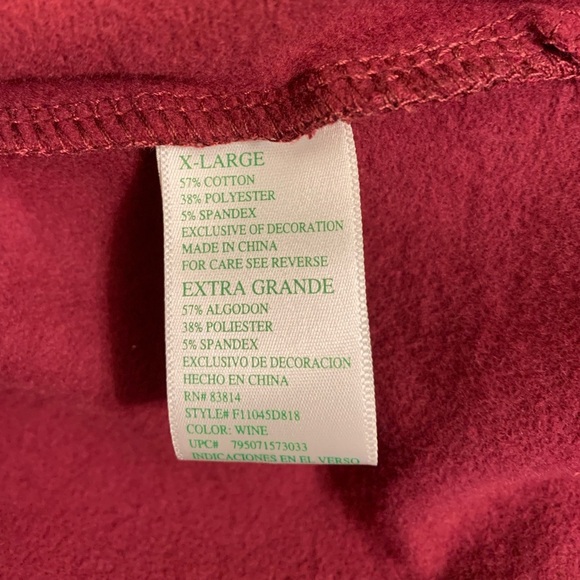 X-LARGE
57% COTTON
38% POLYESTER
5% SPANDEX
EXCLUSIVE OF DECORATION
MADE IN CHINA
FOR CARE SEE REVERSE
EXTRA GRANDE
57% ALGODON
38% POLIESTER
5% SPANDEX
EXCLUSIVO DE DECORACION
HECHO EN CHINA
RN# 83814
STYLE# F11045D818
COLOR: WINE
UPC# 795071573033
INDICACIONES EN EL VERSO